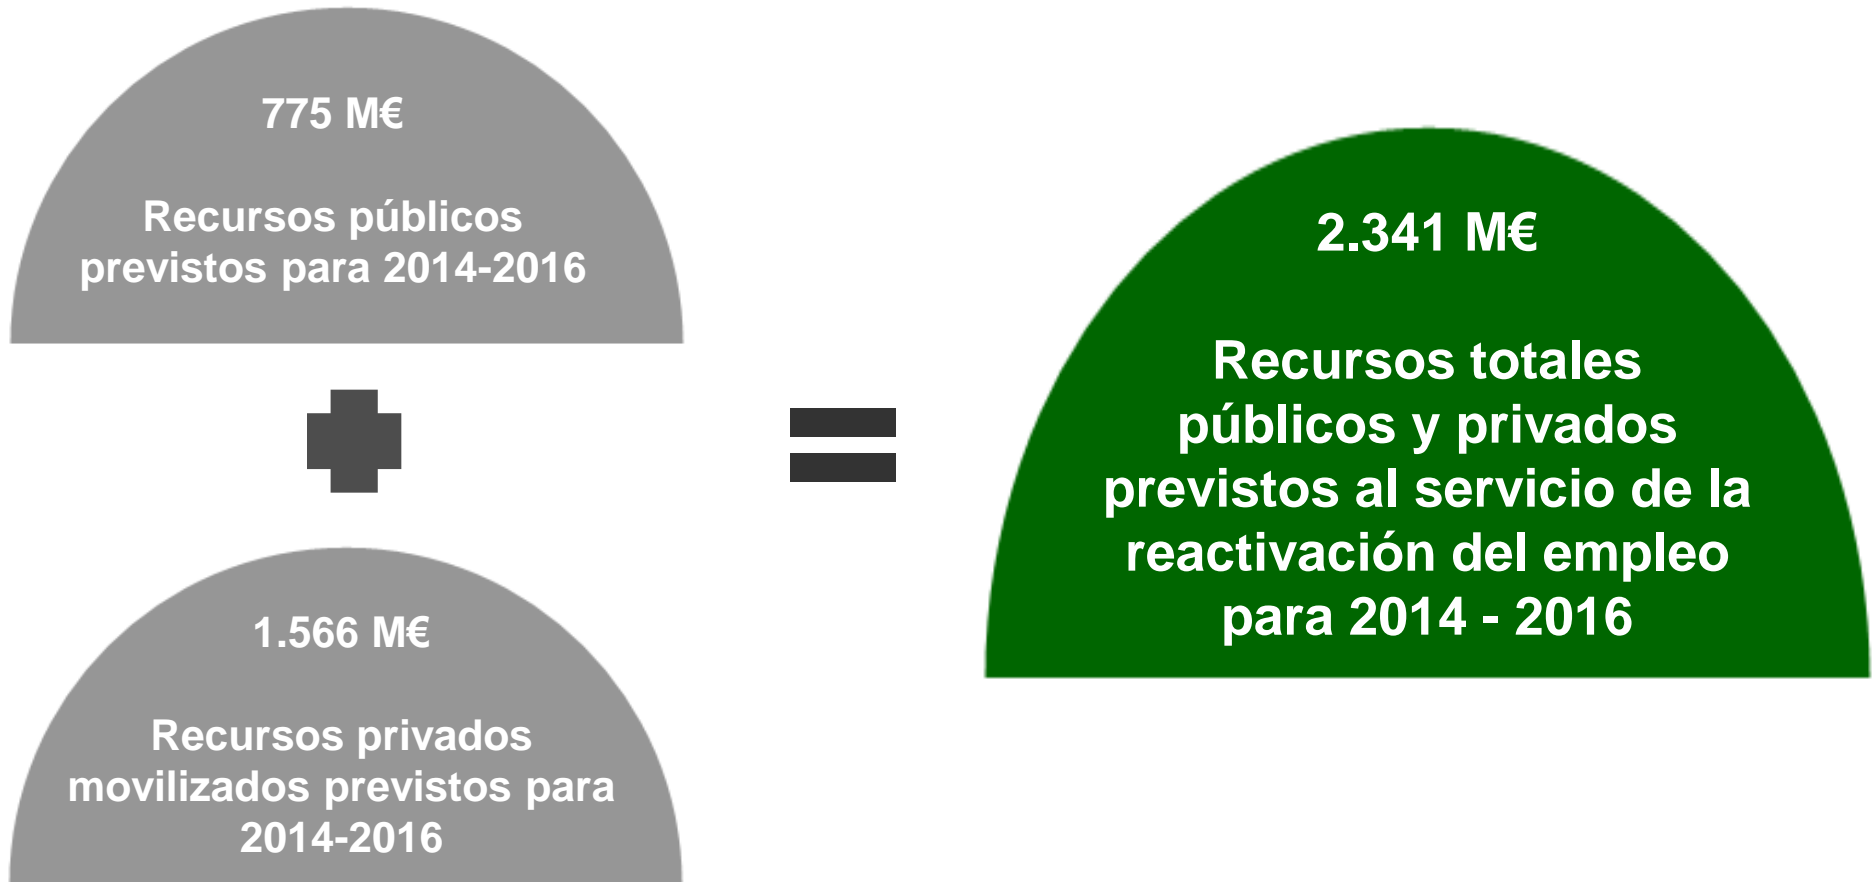 775 M€
Recursos públicos
previstos para 2014-2016
1.566 M€
Recursos privados
movilizados previstos para
2014-2016
2.341 M€
Recursos totales
públicos y privados
previstos al servicio de la
reactivación del empleo
para 2014 - 2016